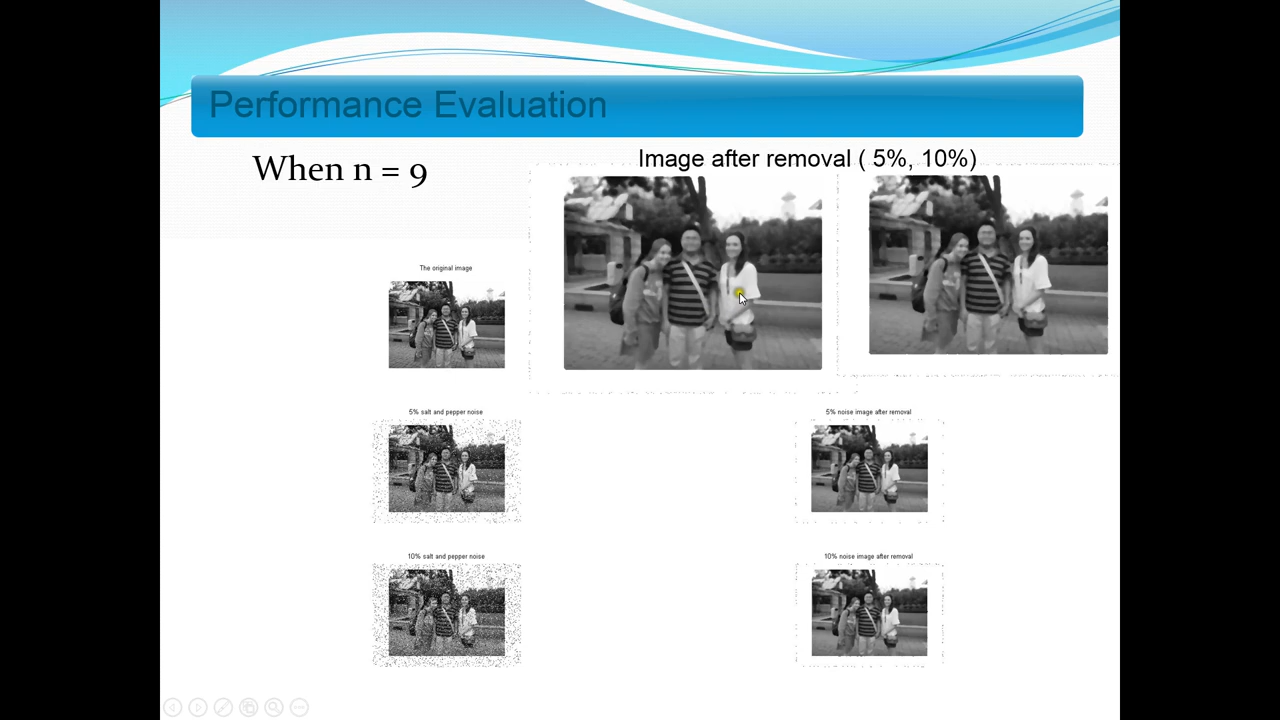 Performance Evaluation
When n = 9
Image after removal ( 5%, 10%)
The original image
5% salt and pepper noise
5% noise image after removal
10% salt and pepper noise
10% noise image after removal